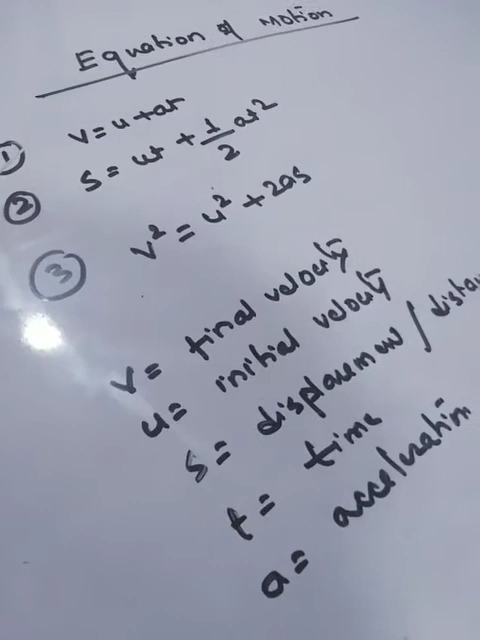 Equation of Motion
① v = u + at
② s = ut + 1/2 at2
③ v² = u² + 2as
v = final velocity
u = initial velocity
s = displacement /
t = time
a = acceleration